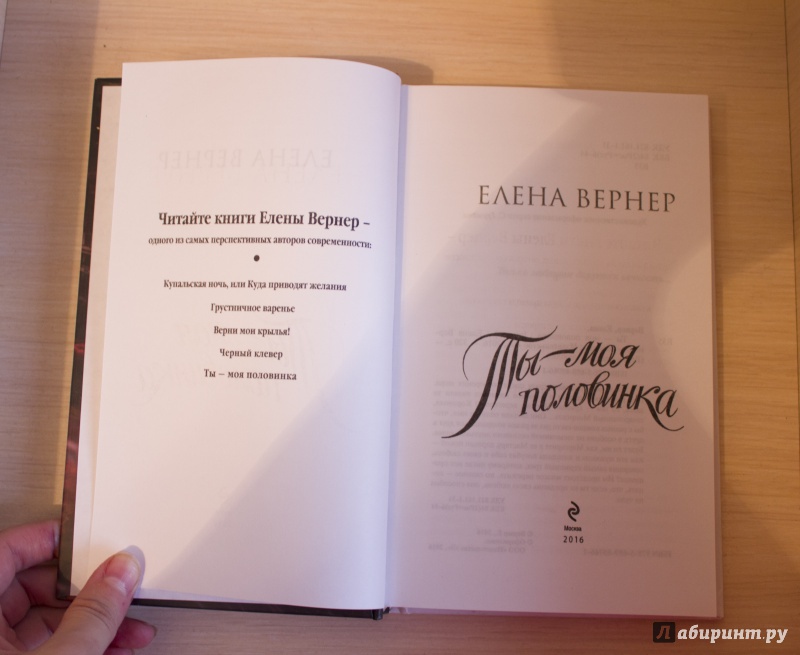 Читайте книги Елены Вернер –
одного из самых перспективных авторов современности:
•
Купальская ночь, или Куда приводят желания
Грустничное варенье
Верни мои крылья!
Черный клевер
Ты – моя половинка
ЕЛЕНА ВЕРНЕР
Ты – моя
половинка
Москва
2016
Лабиринт.ру